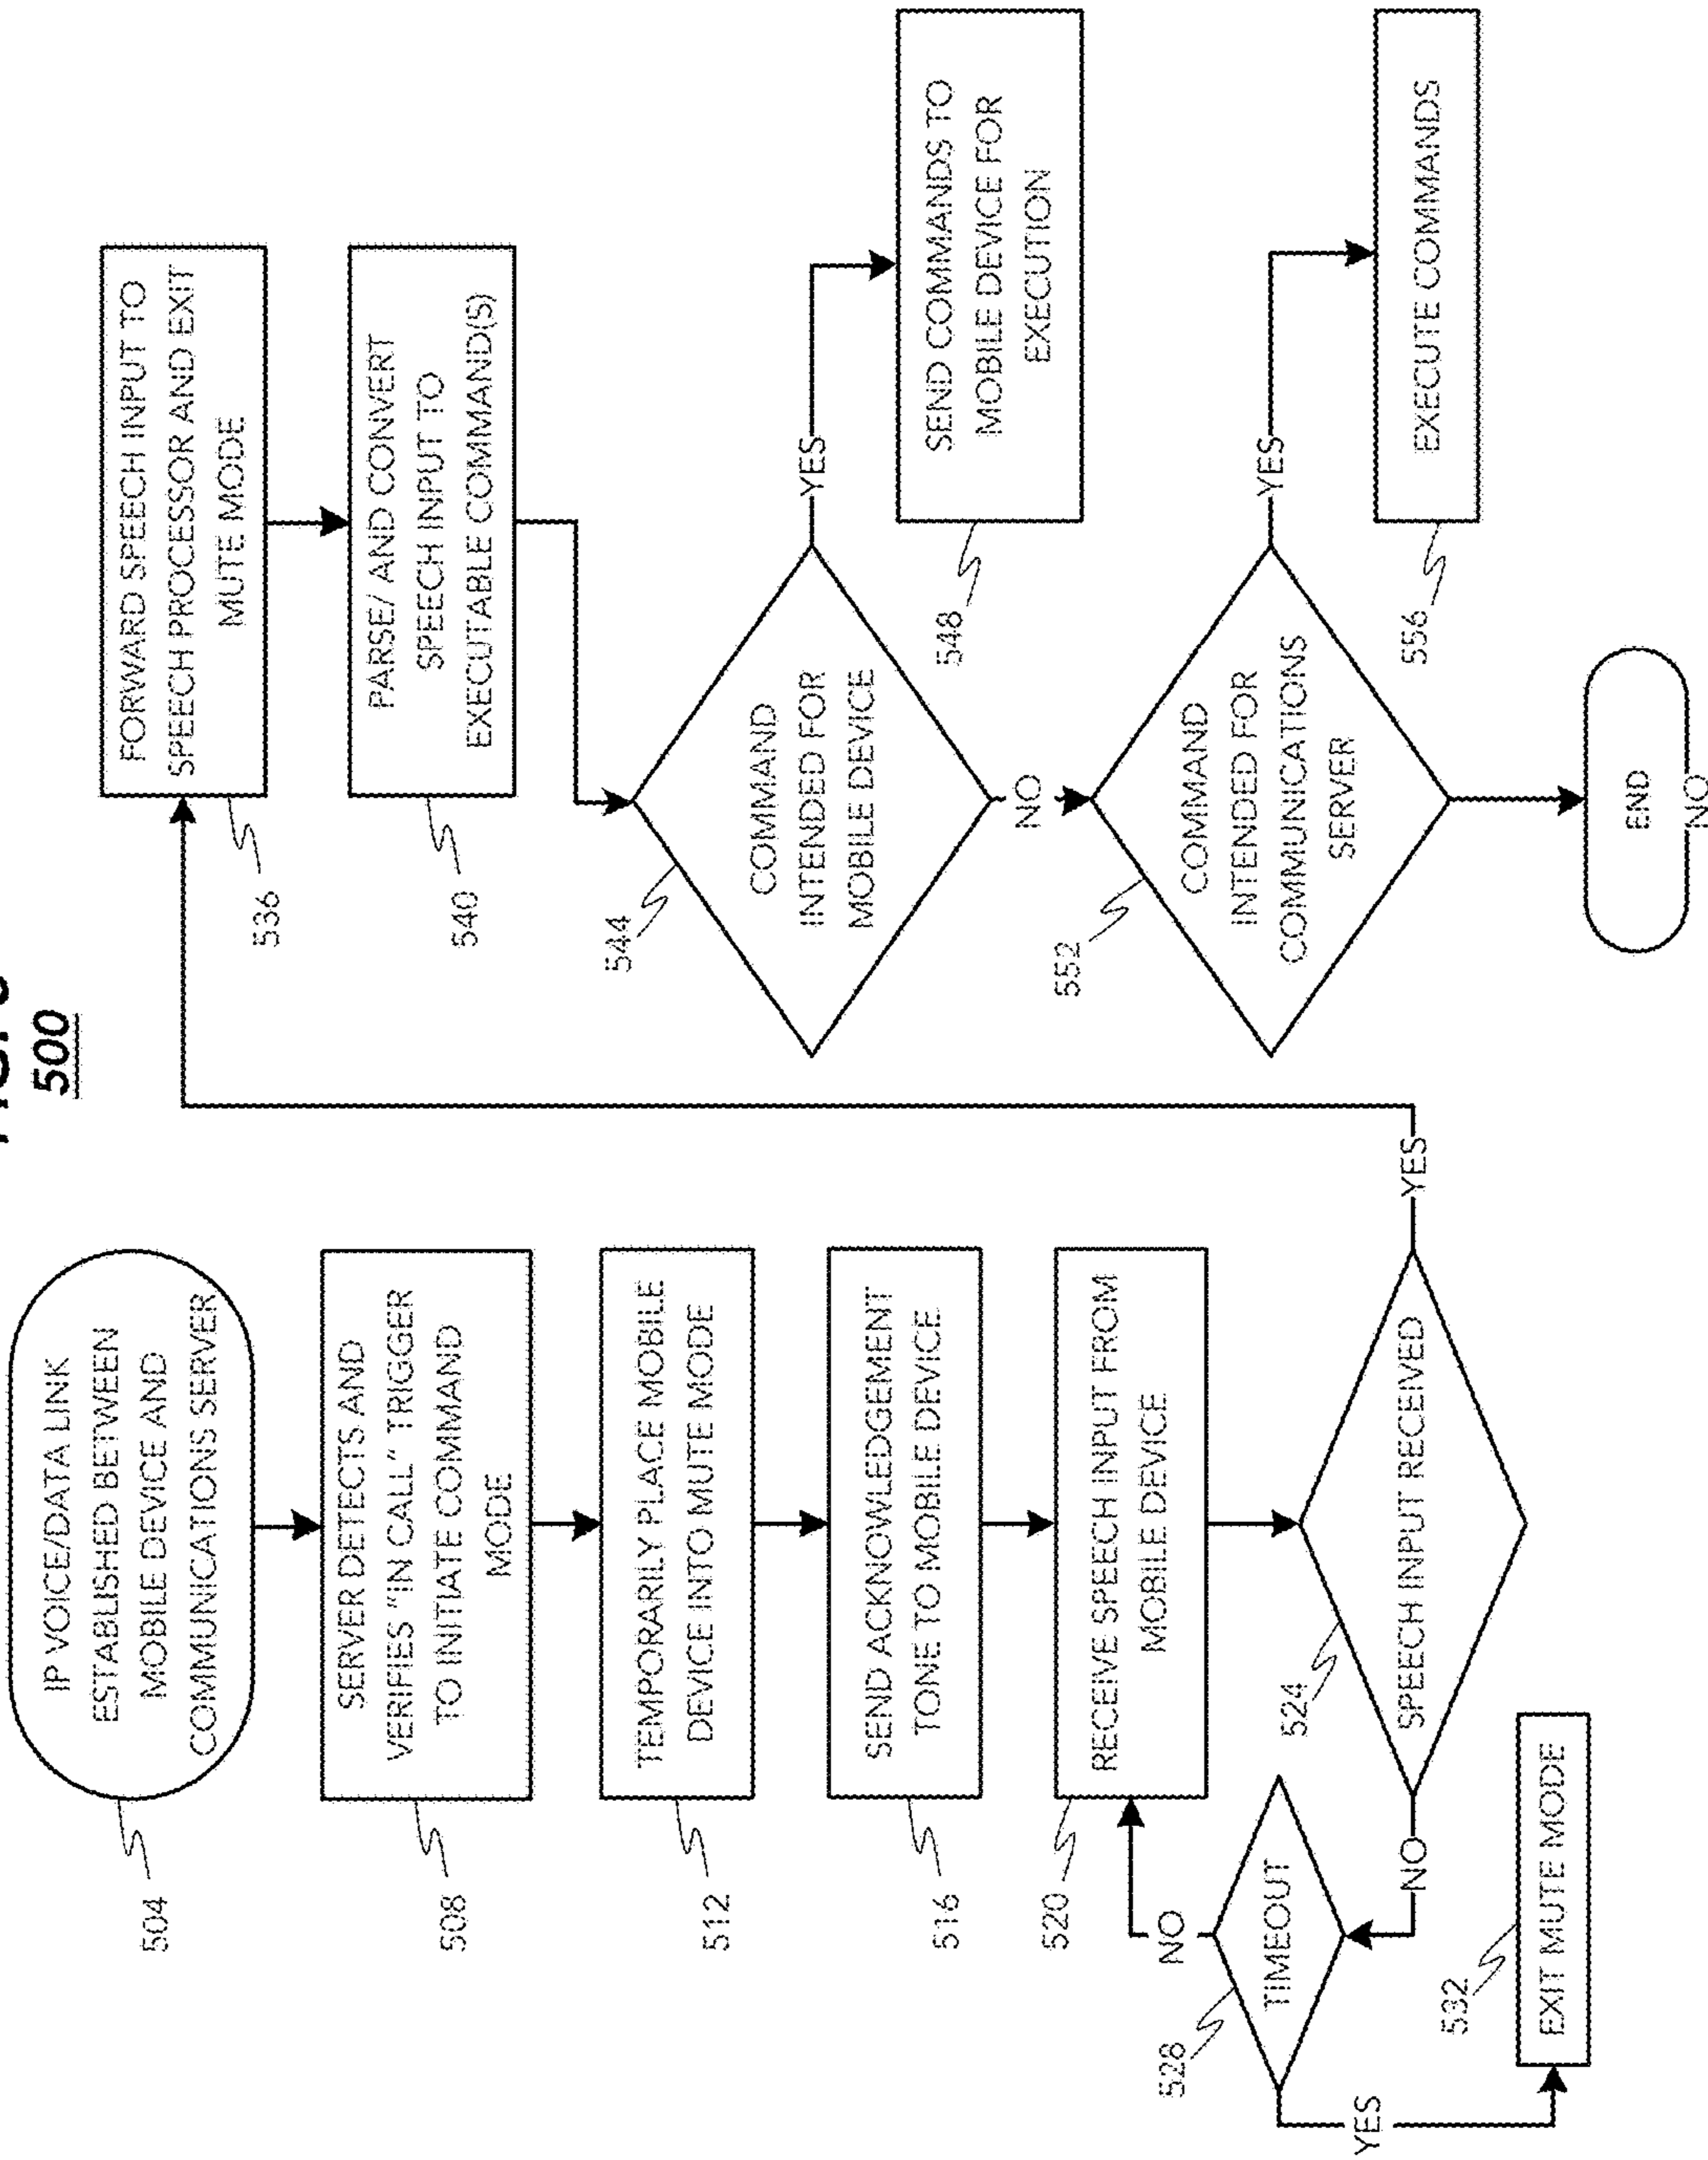 500
IP VOICE/DATA LINK
ESTABLISHED BETWEEN
MOBILE DEVICE AND
COMMUNICATIONS SERVER
504
SERVER DETECTS AND
VERIFIES "IN CALL" TRIGGER
TO INITIATE COMMAND
MODE
508
TEMPORARILY PLACE MOBILE
DEVICE INTO MUTE MODE
512
SEND ACKNOWLEDGEMENT
TONE TO MOBILE DEVICE
516
RECEIVE SPEECH INPUT FROM
MOBILE DEVICE
520
SPEECH INPUT RECEIVED
524
YES
NO
TIMEOUT
528
NO
YES
EXIT MUTE MODE
532
FORWARD SPEECH INPUT TO
SPEECH PROCESSOR AND EXIT
MUTE MODE
536
PARSE/ AND CONVERT
SPEECH INPUT TO
EXECUTABLE COMMAND(S)
540
COMMAND
INTENDED FOR
MOBILE DEVICE
544
YES
SEND COMMANDS TO
MOBILE DEVICE FOR
EXECUTION
548
NO
COMMAND
INTENDED FOR
COMMUNICATIONS
SERVER
552
YES
EXECUTE COMMANDS
556
END
NO